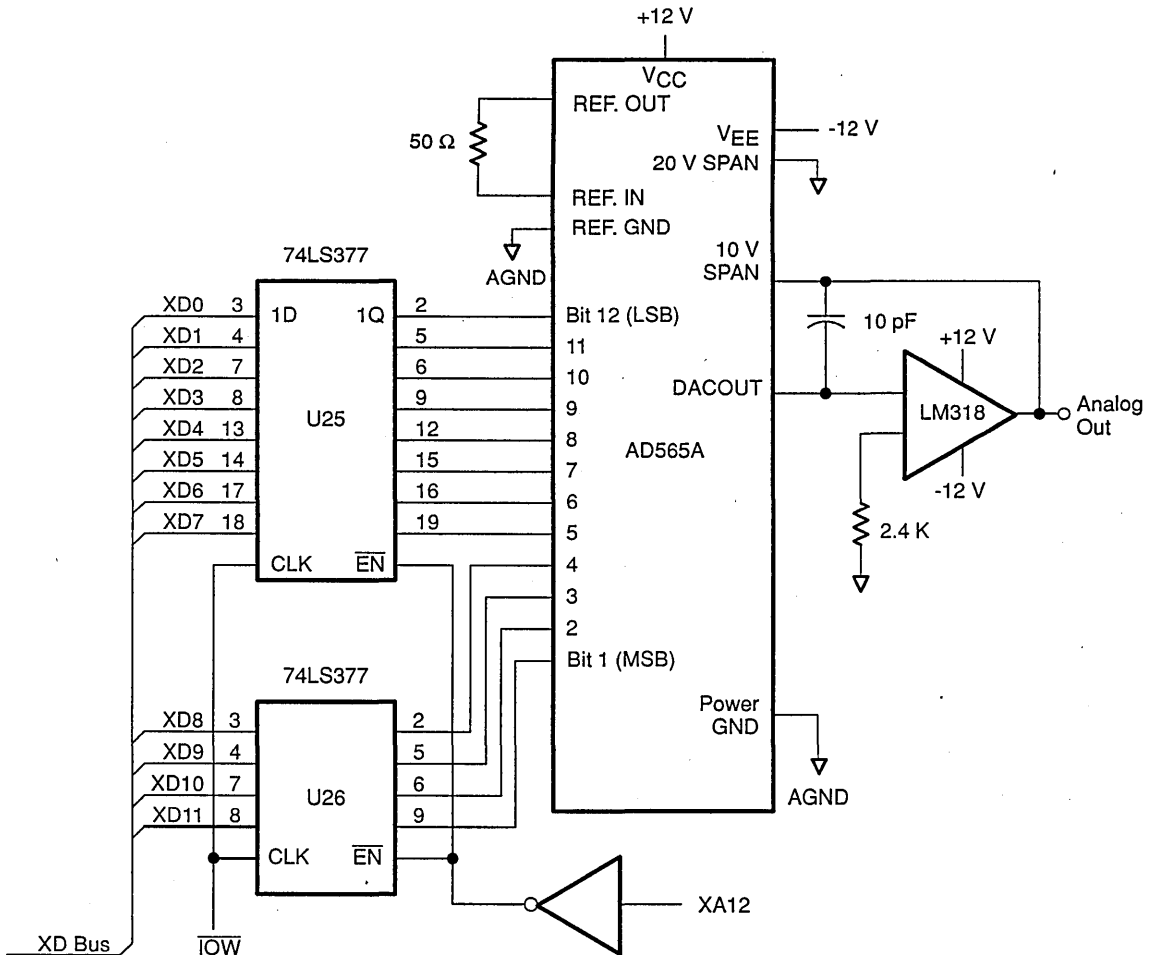 +12 V
VCC
REF. OUT
50 Ω
VEE
-12 V
20 V SPAN
REF. IN
REF. GND
AGND
10 V
SPAN
74LS377
XD0 3 1D 1Q 2 Bit 12 (LSB)
XD1 4 5 11
XD2 7 6 10
XD3 8 9 9
XD4 13 12 8
XD5 14 15 7
XD6 17 16 6
XD7 18 19 5
U25
CLK EN
4
3
2
Bit 1 (MSB)
10 pF
+12 V
DACOUT
LM318
Analog
Out
AD565A
-12 V
2.4 K
74LS377
XD8 3 2
XD9 4 5
XD10 7 6
XD11 8 9
U26
CLK EN
Power
GND
AGND
XA12
XD Bus
IOW